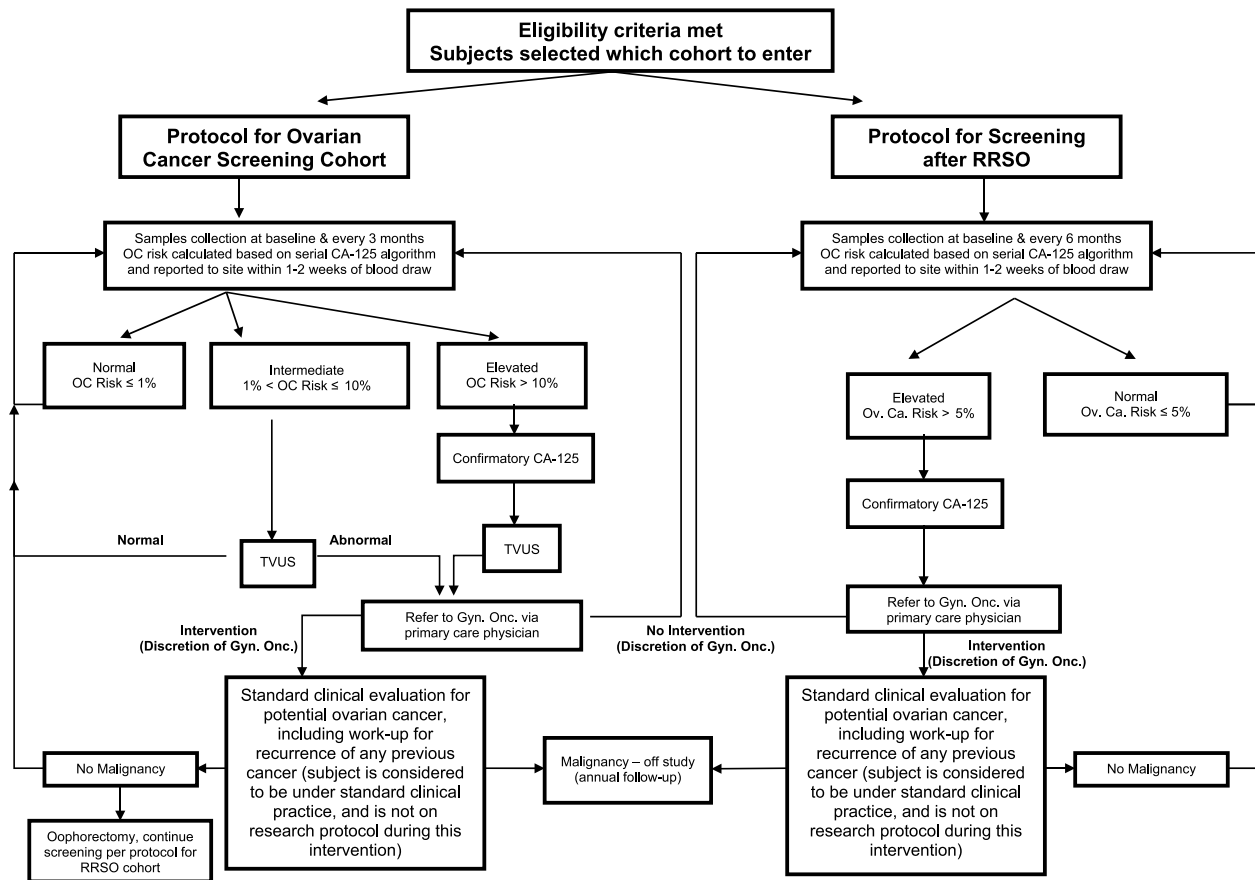 Eligibility criteria met
Subjects selected which cohort to enter
Protocol for Ovarian
Cancer Screening Cohort
Protocol for Screening
after RRSO
Samples collection at baseline & every 3 months
OC risk calculated based on serial CA-125 algorithm
and reported to site within 1-2 weeks of blood draw
Samples collection at baseline & every 6 months
OC risk calculated based on serial CA-125 algorithm
and reported to site within 1-2 weeks of blood draw
Normal
OC Risk ≤ 1%
Intermediate
1% < OC Risk ≤ 10%
Elevated
OC Risk > 10%
Elevated
Ov. Ca. Risk > 5%
Normal
Ov. Ca. Risk ≤ 5%
Confirmatory CA-125
Confirmatory CA-125
Normal
TVUS
Abnormal
TVUS
Refer to Gyn. Onc. via
primary care physician
Refer to Gyn. Onc. via
primary care physician
Intervention
(Discretion of Gyn. Onc.)
No Intervention
(Discretion of Gyn. Onc.)
Intervention
(Discretion of Gyn. Onc.)
Standard clinical evaluation for
potential ovarian cancer,
including work-up for
recurrence of any previous
cancer (subject is considered
to be under standard clinical
practice, and is not on
research protocol during this
intervention)
Malignancy – off study
(annual follow-up)
Standard clinical evaluation for
potential ovarian cancer,
including work-up for
recurrence of any previous
cancer (subject is considered
to be under standard clinical
practice, and is not on
research protocol during this
intervention)
No Malignancy
No Malignancy
Oophorectomy, continue
screening per protocol for
RRSO cohort